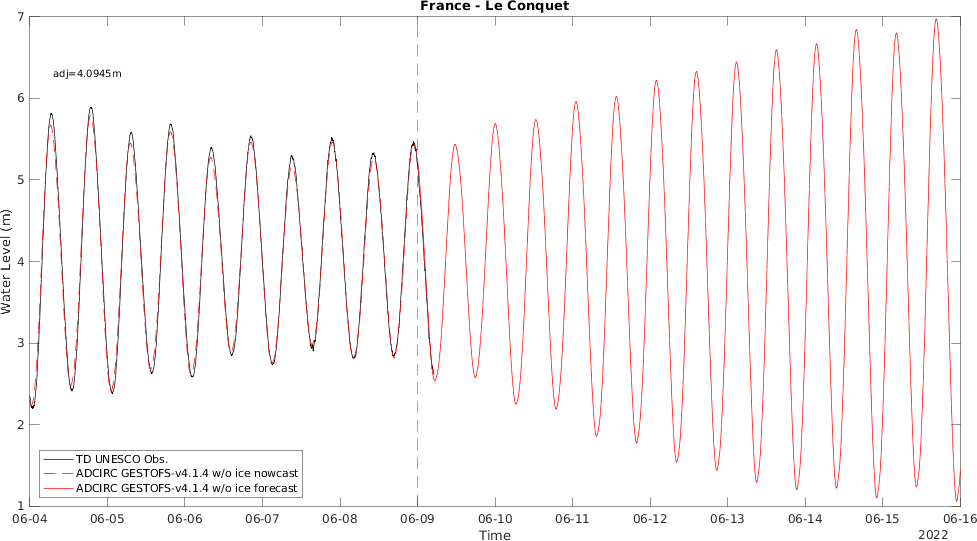 France - Le Conquet
adj=4.0945m
7
6
5
4
3
2
1
Water Level (m)
TD UNESCO Obs.
ADCIRC GESTOFS-v4.1.4 w/o ice nowcast
ADCIRC GESTOFS-v4.1.4 w/o ice forecast
06-04 06-05 06-06 06-07 06-08 06-09 06-10 06-11 06-12 06-13 06-14 06-15 06-16
Time
2022